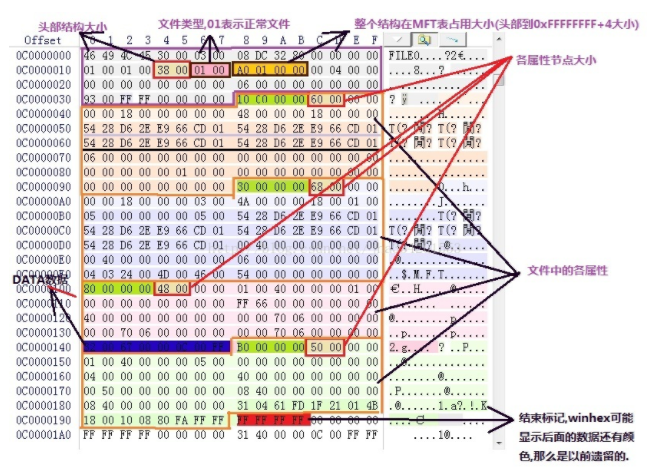 头部结构大小
文件类型,01表示正常文件
整个结构在MFT表占用大小(头部到0xFFFFFFFF+4大小)
Offset 0 1 2 3 4 5 6 7 8 9 A B C D E F
0C0000000 46 49 4C 45 30 00 03 00 08 DC 32 80 00 00 00 00 FILE0....?2€....
0C0000010 01 00 01 00 38 00 01 00 A0 01 00 00 00 04 00 00
0C0000020 00 00 00 00 00 00 00 00 06 00 00 00 00 00 00 00
0C0000030 93 00 FF FF 00 00 00 00 10 00 00 00 60 00 00 00
各属性节点大小
0C0000040 00 00 18 00 00 00 00 00 48 00 00 00 18 00 00 00
0C0000050 54 28 D6 2E E9 66 CD 01 54 28 D6 2E E9 66 CD 01
0C0000060 54 28 D6 2E E9 66 CD 01 54 28 D6 2E E9 66 CD 01
0C0000070 06 00 00 00 00 00 00 00 00 00 00 00 00 00 00 00
0C0000080 00 00 00 00 00 01 00 00 00 00 00 00 00 00 00 00
0C0000090 00 00 00 00 00 00 00 00 30 00 00 00 68 00 00 00
0C00000A0 00 00 18 00 00 00 03 00 4A 00 00 00 18 00 01 00
0C00000B0 05 00 00 00 00 00 05 00 54 28 D6 2E E9 66 CD 01
0C00000C0 54 28 D6 2E E9 66 CD 01 54 28 D6 2E E9 66 CD 01
0C00000D0 54 28 D6 2E E9 66 CD 01 00 40 00 00 00 00 00 00
文件中的各属性
00 40 00 00 00 00 00 00 06 00 00 00 00 00 00 00
04 03 24 00 4D 00 46 00 54 00 00 00 00 00 00 00 ..$.M.F.T.......
DATA数据
80 00 00 00 48 00 00 00 01 00 40 00 00 00 01 00
00 00 00 00 00 00 00 00 FF 66 00 00 00 00 00 00
40 00 00 00 00 00 00 00 00 00 70 06 00 00 00 00
0C0000130 00 00 70 06 00 00 00 00 00 00 70 06 00 00 00 00
0C0000140 B0 00 00 00 50 00 00 00
0C0000150 01 00 40 00 00 00 05 00 00 00 00 00 00 00 00 00
0C0000160 04 00 00 00 00 00 00 00 40 00 00 00 00 00 00 00
0C0000170 00 50 00 00 00 00 00 00 08 40 00 00 00 00 00 00
0C0000180 08 40 00 00 00 00 00 00 31 04 61 FD 1F 21 01 4B
0C0000190 18 00 10 08 80 FA FF FF FF FF FF FF 00 00 00 00
0C00001A0 FF FF FF FF FF FF FF FF 31 40 00 00 0C 00 FF FF
结束标记,winhex可能
显示后面的数据还有颜
色,那么是以前遗留的.